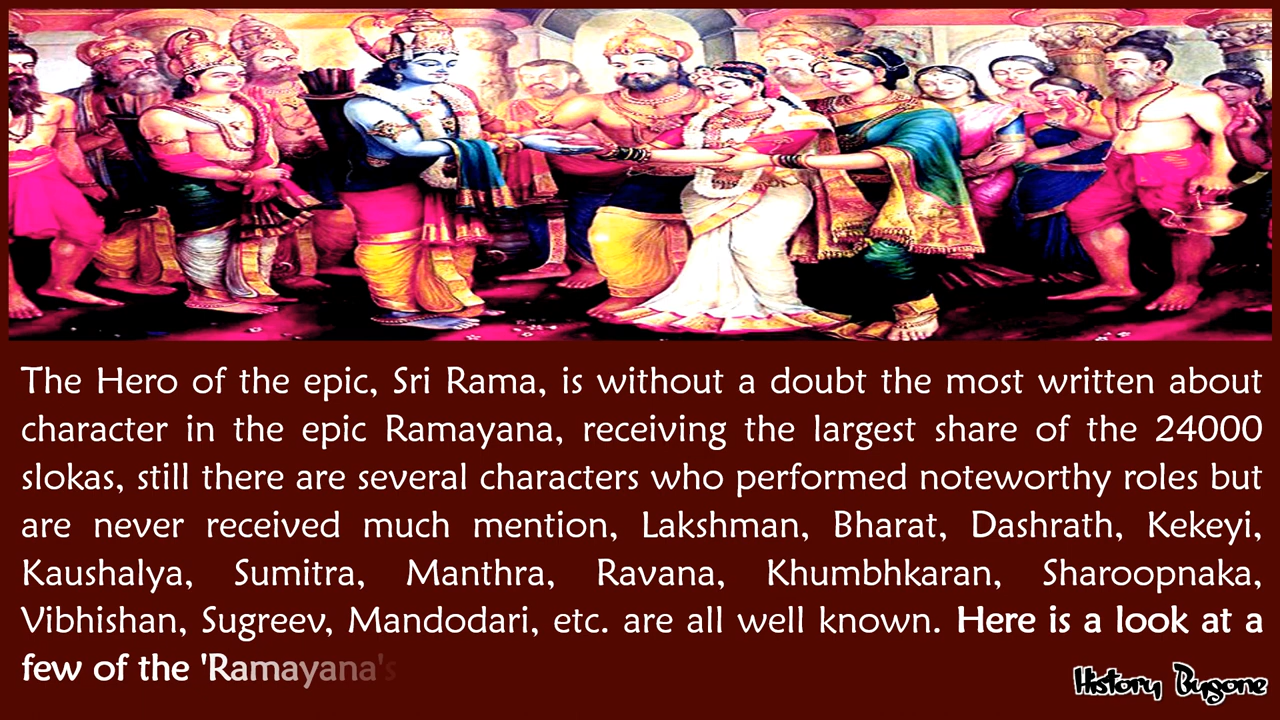 The Hero of the epic, Sri Rama, is without a doubt the most written about
character in the epic Ramayana, receiving the largest share of the 24000
slokas, still there are several characters who performed noteworthy roles but
are never received much mention, Lakshman, Bharat, Dashrath, Kekeyi,
Kaushalya, Sumitra, Manthra, Ravana, Khumbhkaran, Sharoopnaka,
Vibhishan, Sugreev, Mandodari, etc. are all well known. Here is a look at a
few of the 'Ramayana's
History Bygone